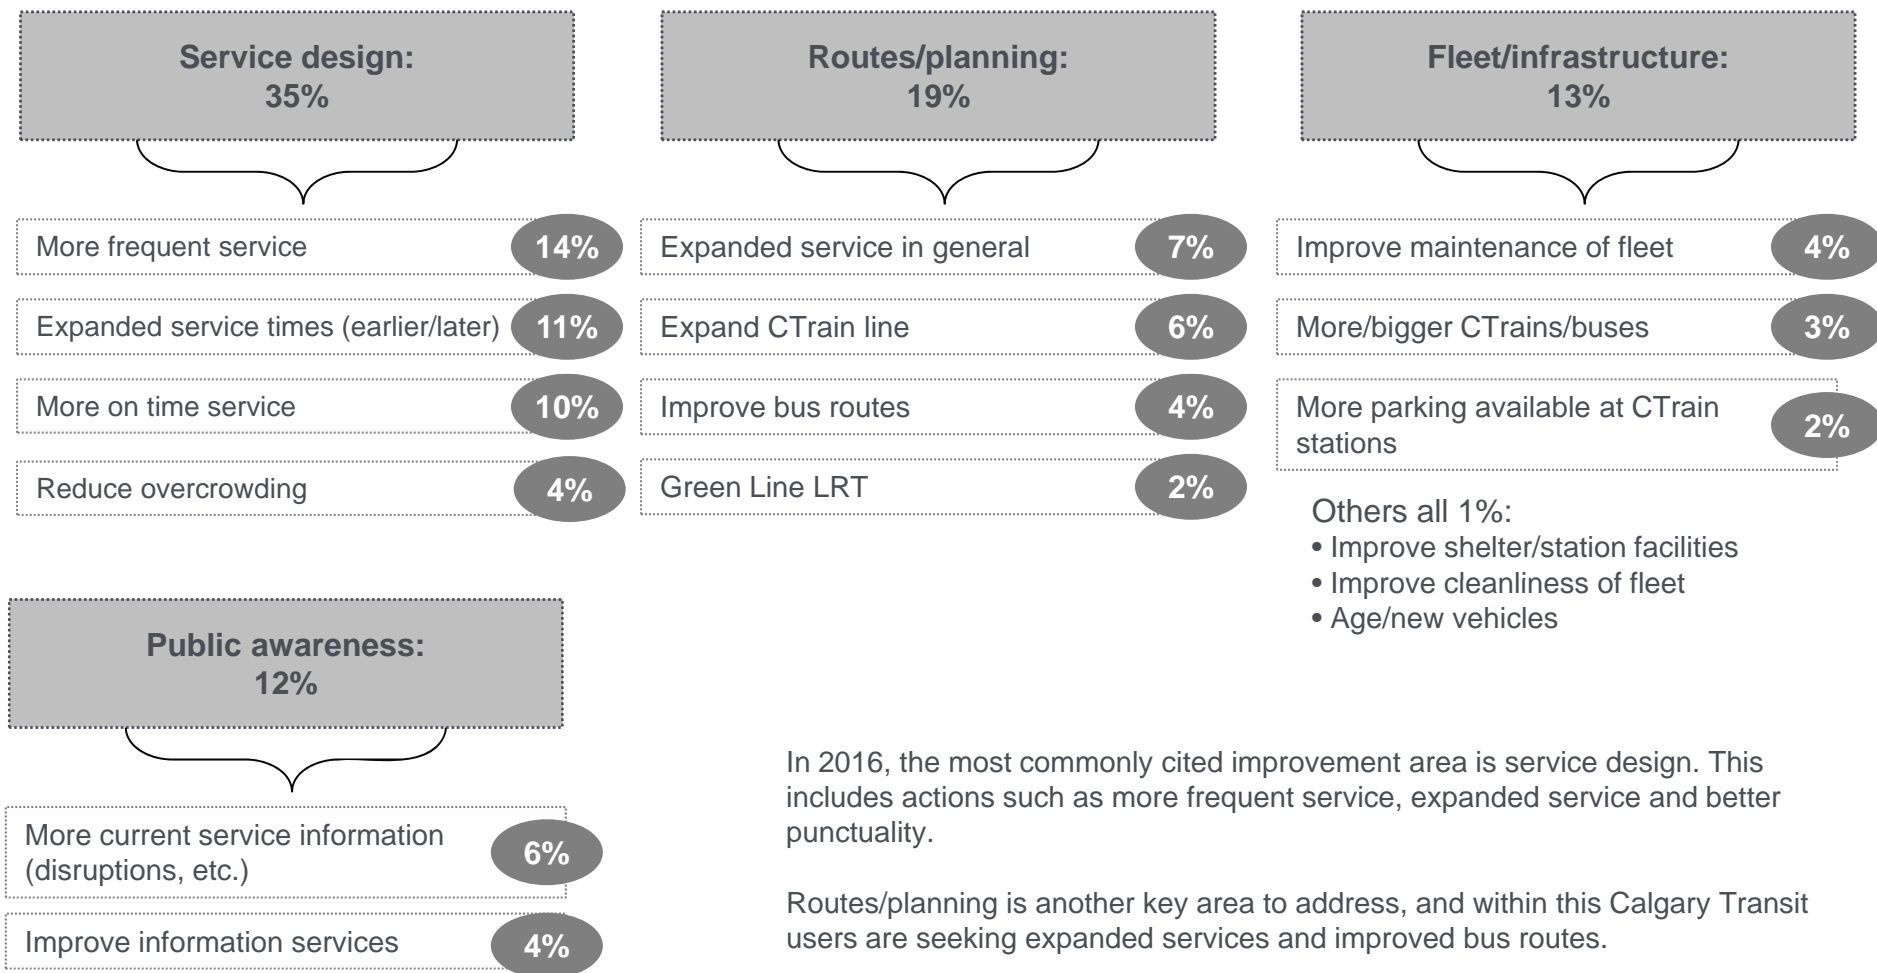 Service design:
35%
More frequent service 14%
Expanded service times (earlier/later) 11%
More on time service 10%
Reduce overcrowding 4%
Routes/planning:
19%
Expanded service in general 7%
Expand CTrain line 6%
Improve bus routes 4%
Green Line LRT 2%
Fleet/infrastructure:
13%
Improve maintenance of fleet 4%
More/bigger CTrains/buses 3%
More parking available at CTrain
stations
2%
Others all 1%:
• Improve shelter/station facilities
• Improve cleanliness of fleet
• Age/new vehicles
Public awareness:
12%
More current service information
(disruptions, etc.)
6%
Improve information services 4%
In 2016, the most commonly cited improvement area is service design. This
includes actions such as more frequent service, expanded service and better
punctuality.
Routes/planning is another key area to address, and within this Calgary Transit
users are seeking expanded services and improved bus routes.